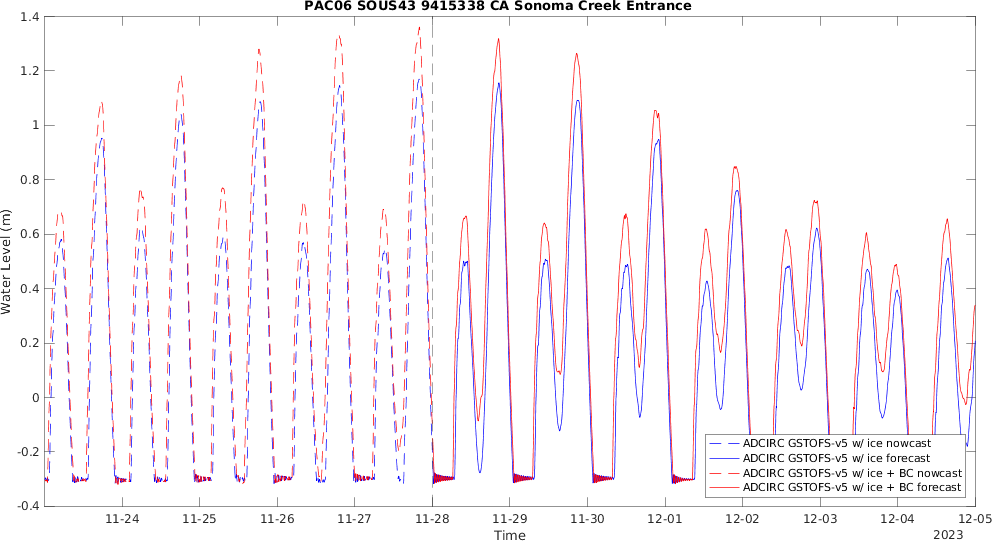 PAC06 SOUS43 9415338 CA Sonoma Creek Entrance
1.4
1.2
1
0.8
0.6
0.4
0.2
0
-0.2
-0.4
Water Level (m)
11-24 11-25 11-26 11-27 11-28 11-29 11-30 12-01 12-02 12-03 12-04 12-05
Time
2023
ADCIRC GSTOFS-v5 w/ ice nowcast
ADCIRC GSTOFS-v5 w/ ice forecast
ADCIRC GSTOFS-v5 w/ ice + BC nowcast
ADCIRC GSTOFS-v5 w/ ice + BC forecast